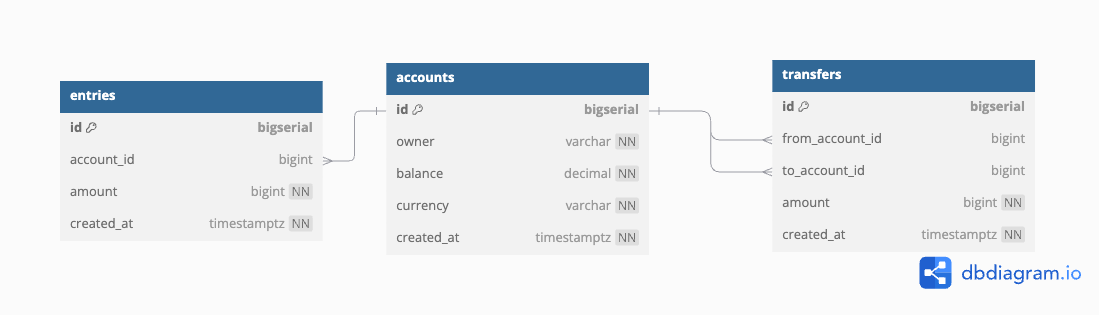 entries
id bigserial
account_id bigint
amount bigint NN
created_at timestamptz NN
accounts
id bigserial
owner varchar NN
balance decimal NN
currency varchar NN
created_at timestamptz NN
transfers
id bigserial
from_account_id bigint
to_account_id bigint
amount bigint NN
created_at timestamptz NN
dbdiagram.io